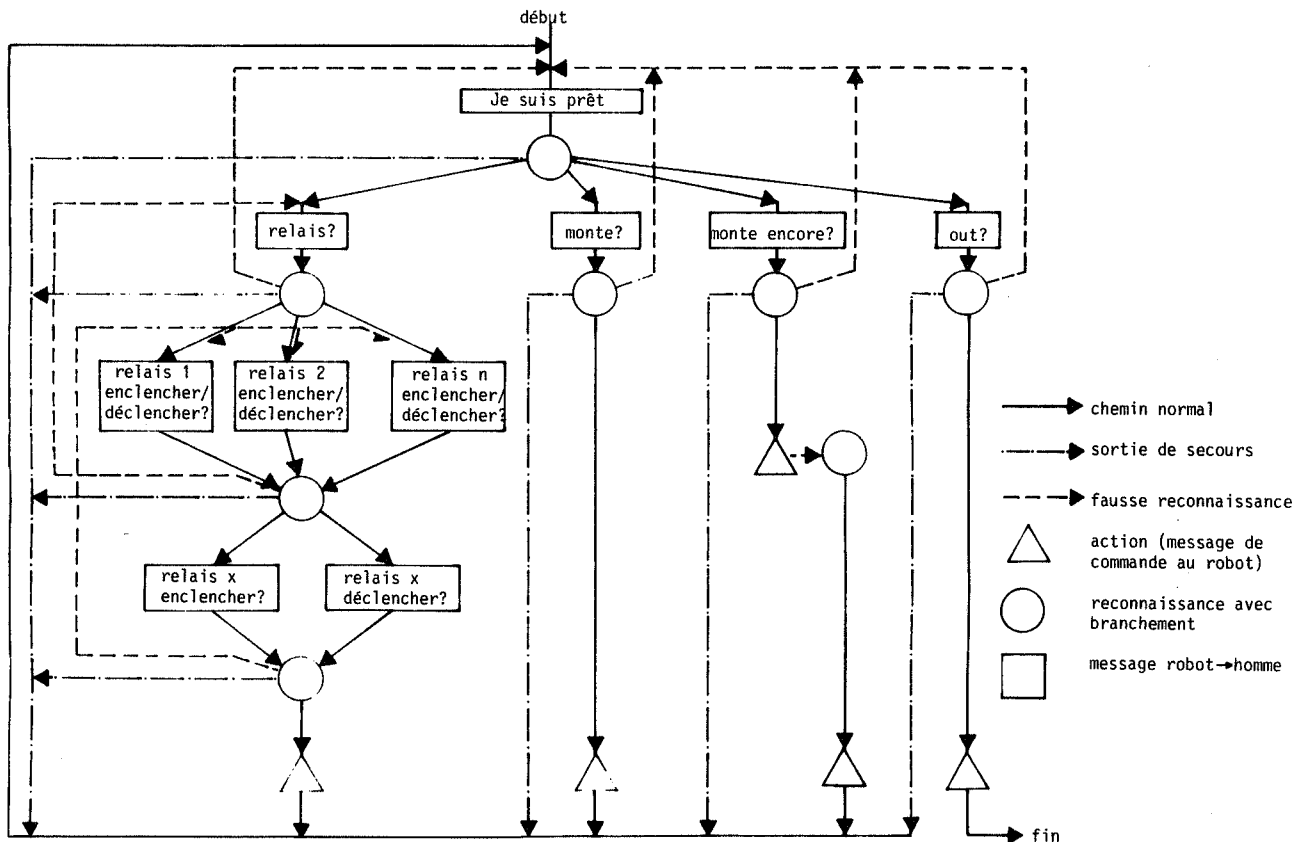 début
Je suis prêt
relais?
monte?
monte encore?
out?
relais 1
enclencher/
déclencher?
relais 2
enclencher/
déclencher?
relais n
enclencher/
déclencher?
relais x
enclencher?
relais x
déclencher?
fin
chemin normal
sortie de secours
fausse reconnaissance
action (message de
commande au robot)
reconnaissance avec
branchement
message robot→homme